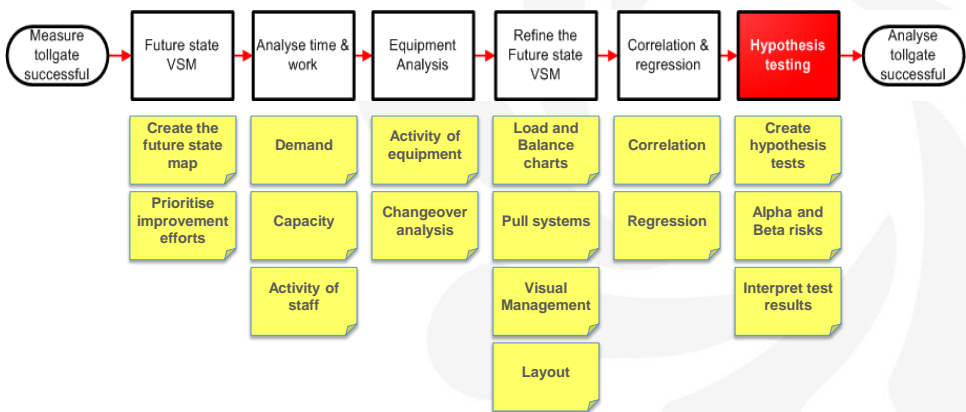 Measure
tollgate
successful
Future state
VSM
Analyse time &
work
Equipment
Analysis
Refine the
Future state
VSM
Correlation &
regression
Hypothesis
testing
Analyse
tollgate
successful
Create the
future state
map
Prioritise
improvement
efforts
Demand
Capacity
Activity of
staff
Activity of
equipment
Changeover
analysis
Load and
Balance
charts
Pull systems
Visual
Management
Layout
Correlation
Regression
Create
hypothesis
tests
Alpha and
Beta risks
Interpret test
results